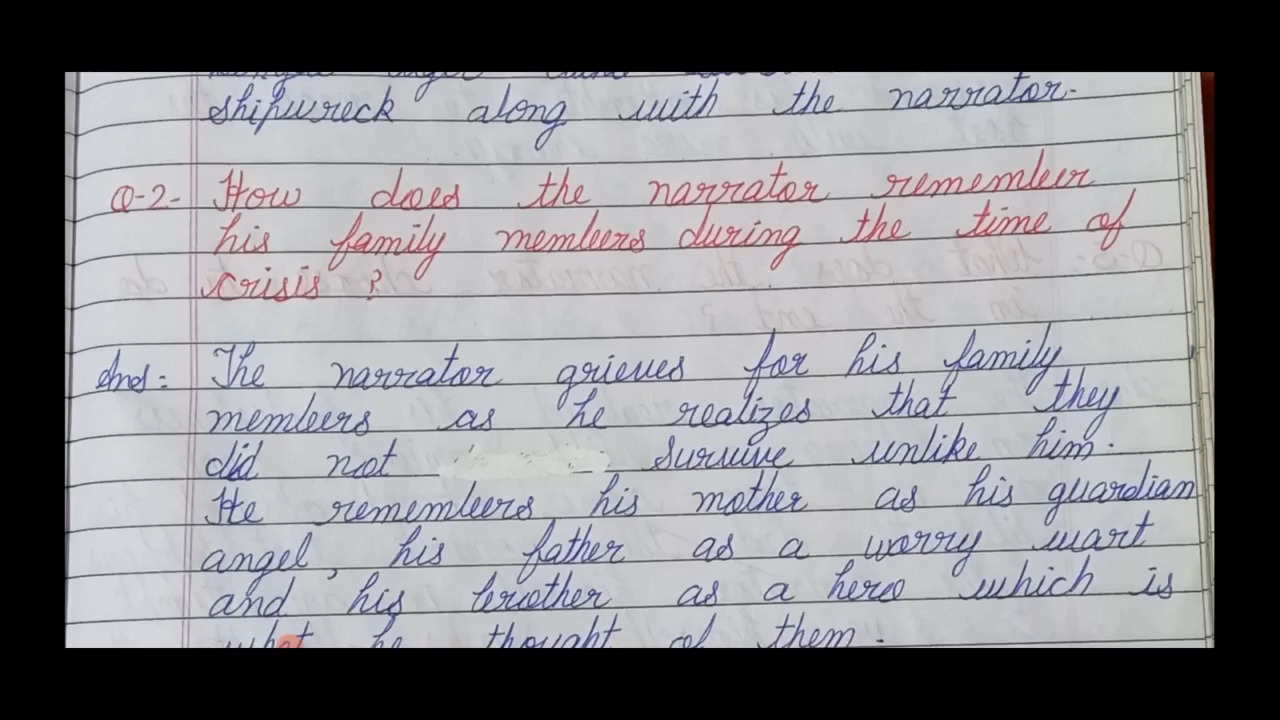 shipwreck along with the narrator.
Q-2- How does the narrator remember
his family members during the time of
crisis ?
Ans: The narrator grieves for his family
members as he realizes that they
did not survive unlike him.
He remembers his mother as his guardian
angel, his father as a worry wart
and his brother as a hero which is
what he thought of them.